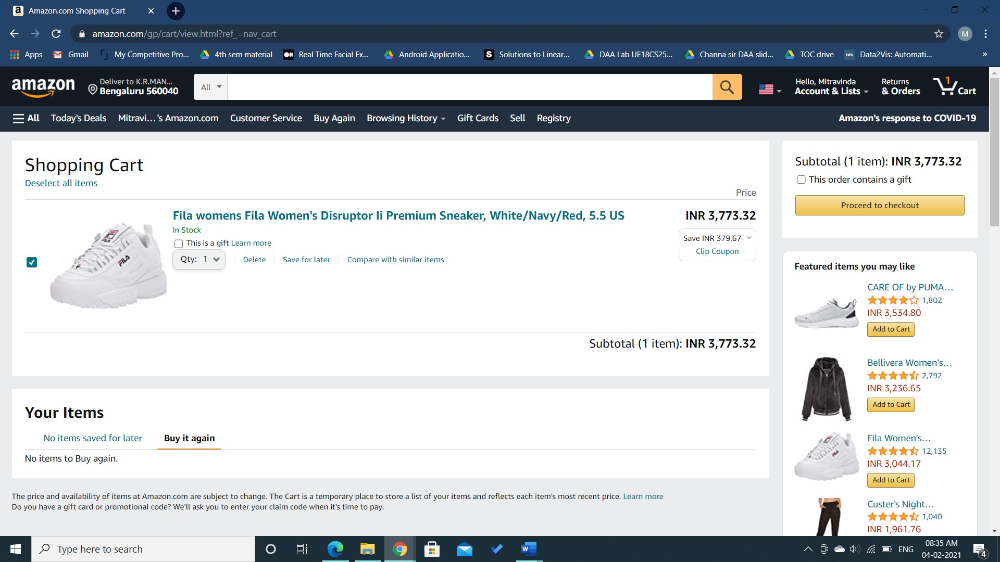 Amazon.com Shopping Cart
amazon.com/gp/cart/view.html?ref_=nav_cart
M
Apps
Gmail
My Competitive Pro...
4th sem material
Real Time Facial Ex...
Android Applicatio...
S
Solutions to Linear...
DAA Lab UE18CS25...
Channa sir DAA slid...
TOC drive
tds
Data2Vis: Automati...
»
amazon
Deliver to K.R.MAN...
Bengaluru 560040
All
Hello, Mitravinda
Account & Lists
Returns
& Orders
1
Cart
All
Today's Deals
Mitravi...'s Amazon.com
Customer Service
Buy Again
Browsing History
Gift Cards
Sell
Registry
Amazon's response to COVID-19
Shopping Cart
Deselect all items
Price
Fila womens Fila Women's Disruptor Ii Premium Sneaker, White/Navy/Red, 5.5 US
INR 3,773.32
In Stock
This is a gift Learn more
Qty: 1
Delete
Save for later
Compare with similar items
Save INR 379.67
Clip Coupon
FILA
FILA
Subtotal (1 item): INR 3,773.32
Your Items
No items saved for later
Buy it again
No items to Buy again.
The price and availability of items at Amazon.com are subject to change. The Cart is a temporary place to store a list of your items and reflects each item's most recent price. Learn more
Do you have a gift card or promotional code? We'll ask you to enter your claim code when it's time to pay.
Subtotal (1 item): INR 3,773.32
This order contains a gift
Proceed to checkout
Featured items you may like
CARE OF by PUMA...
1,802
INR 3,534.80
Add to Cart
Bellivera Women's...
2,792
INR 3,236.65
Add to Cart
Fila Women's...
12,135
INR 3,044.17
Add to Cart
Custer's Night...
1,040
INR 1,961.76
Type here to search
W
ENG
08:35 AM
04-02-2021
4